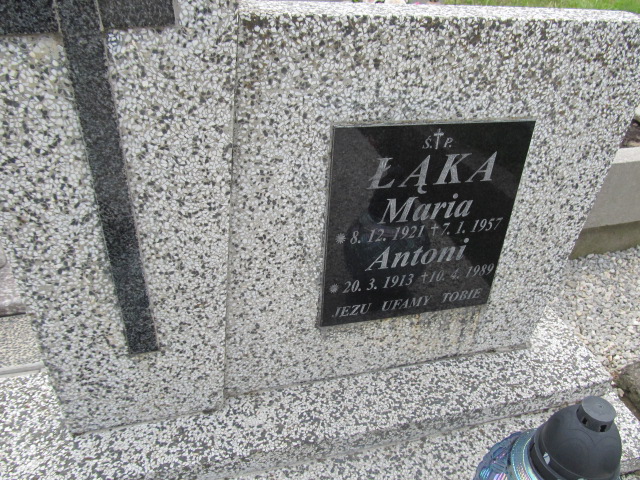 Ś.†P.
ŁĄKA
Maria
* 8. 12. 1921 † 7. 1. 1957
Antoni
* 20. 3. 1913 † 10. 4. 1989
JEZU UFAMY TOBIE